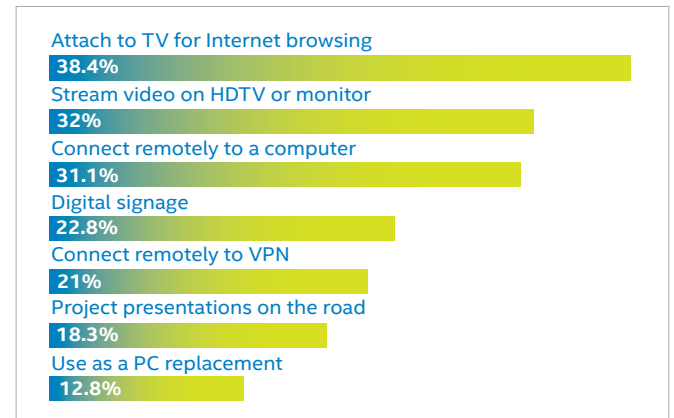 Attach to TV for Internet browsing
38.4%
Stream video on HDTV or monitor
32%
Connect remotely to a computer
31.1%
Digital signage
22.8%
Connect remotely to VPN
21%
Project presentations on the road
18.3%
Use as a PC replacement
12.8%